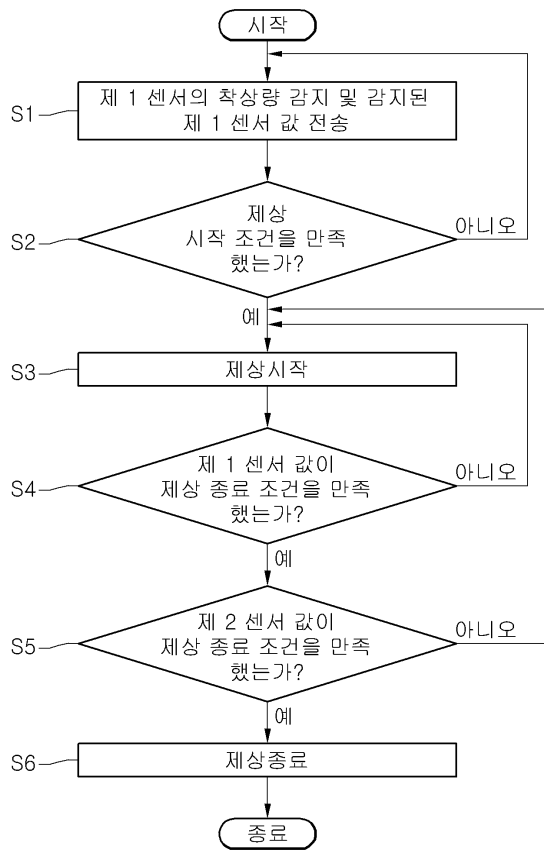 시작
S1
제 1 센서의 착상량 감지 및 감지된
제 1 센서 값 전송
S2
제상
시작 조건을 만족
했는가?
아니오
예
S3
제상시작
S4
제 1 센서 값이
제상 종료 조건을 만족
했는가?
아니오
예
S5
제 2 센서 값이
제상 종료 조건을 만족
했는가?
아니오
예
S6
제상종료
종료